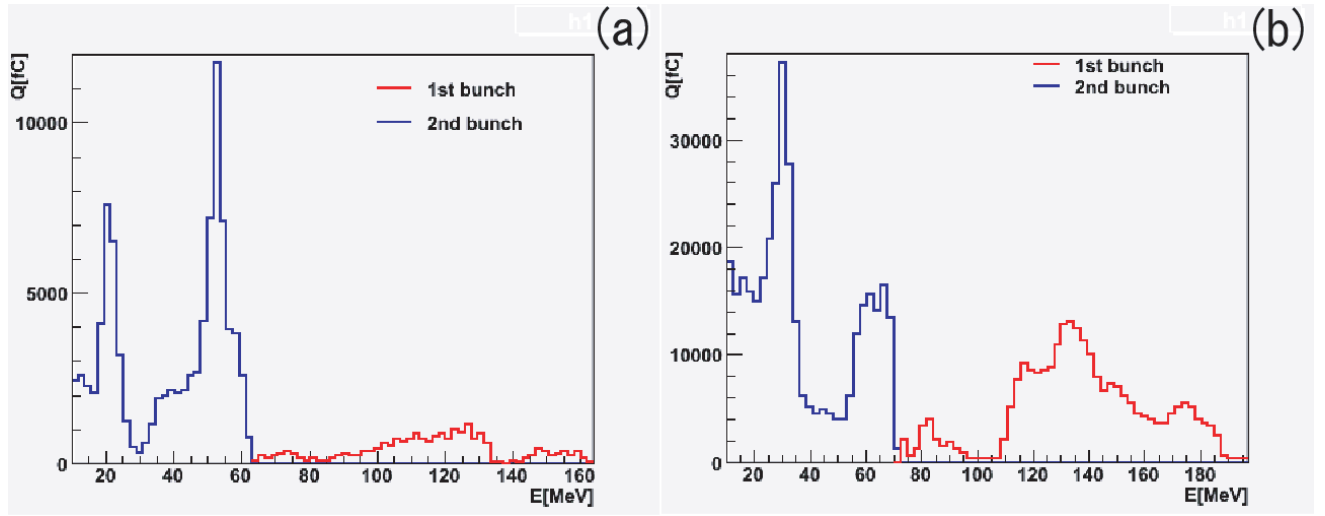 h1
(a)
Q[fC]
1st bunch
2nd bunch
10000
5000
0
20 40 60 80 100 120 140 160
E[MeV]
h1
(b)
Q[fC]
1st bunch
2nd bunch
30000
20000
10000
0
20 40 60 80 100 120 140 160 180
E[MeV]